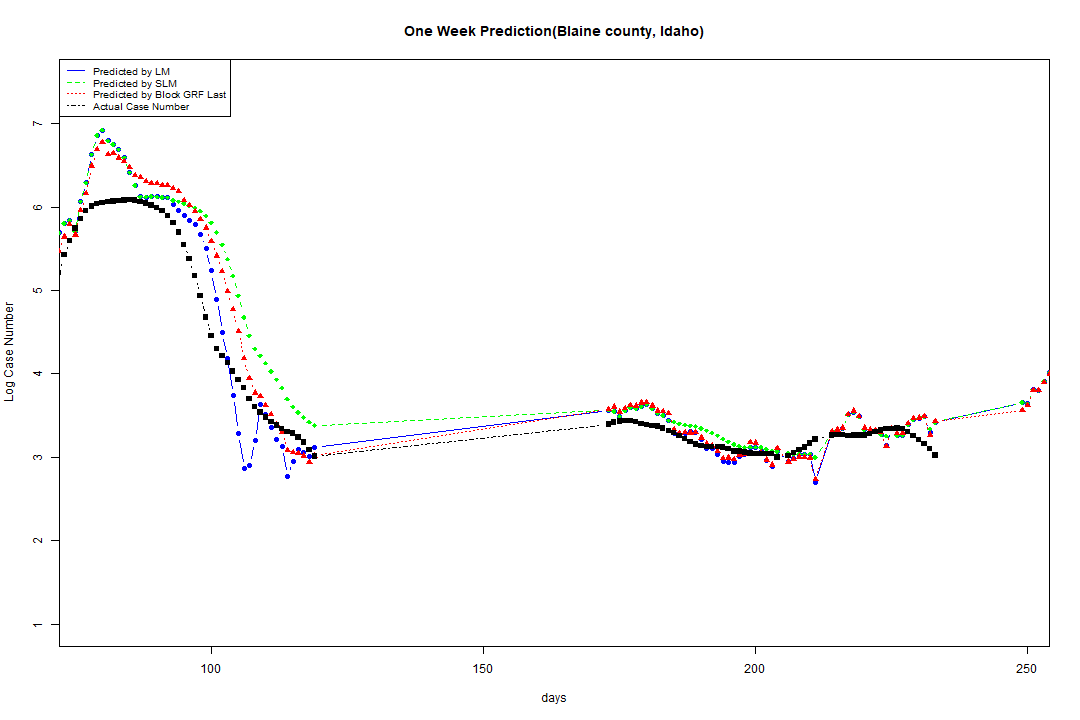 One Week Prediction(Blaine county, Idaho)
Predicted by LM
Predicted by SLM
Predicted by Block GRF Last
Actual Case Number
7
6
5
4
3
2
1
Log Case Number
100
150
200
250
days